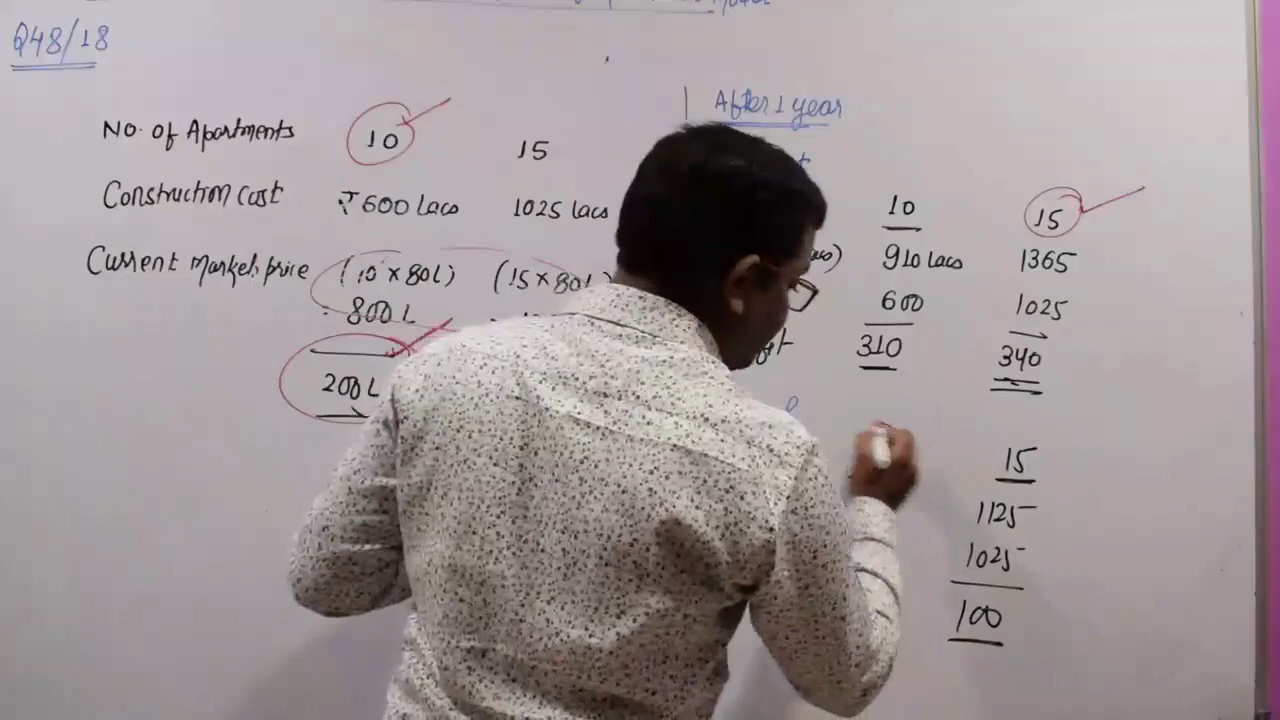 Q48/18
After 1 year
No. of Apartments 10 15
Construction cost ₹600 Lacs 1025 lacs
10 15
Current market price (10 x 80L) (15 x 80L
910 lacs 1365
800 L
600 1025
310 340
200 L
15
1125
1025
100